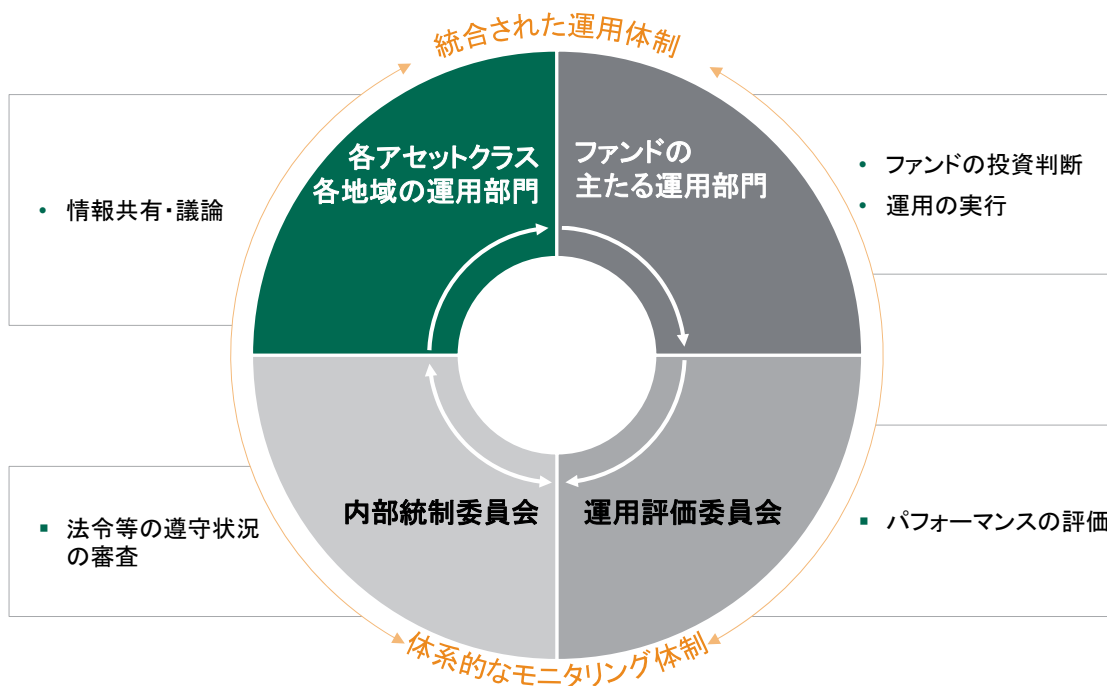 統合された運用体制
各アセットクラス
各地域の運用部門
ファンドの
主たる運用部門
• 情報共有・議論
• ファンドの投資判断
• 運用の実行
内部統制委員会
運用評価委員会
▪ 法令等の遵守状況
の審査
▪ パフォーマンスの評価
体系的なモニタリング体制